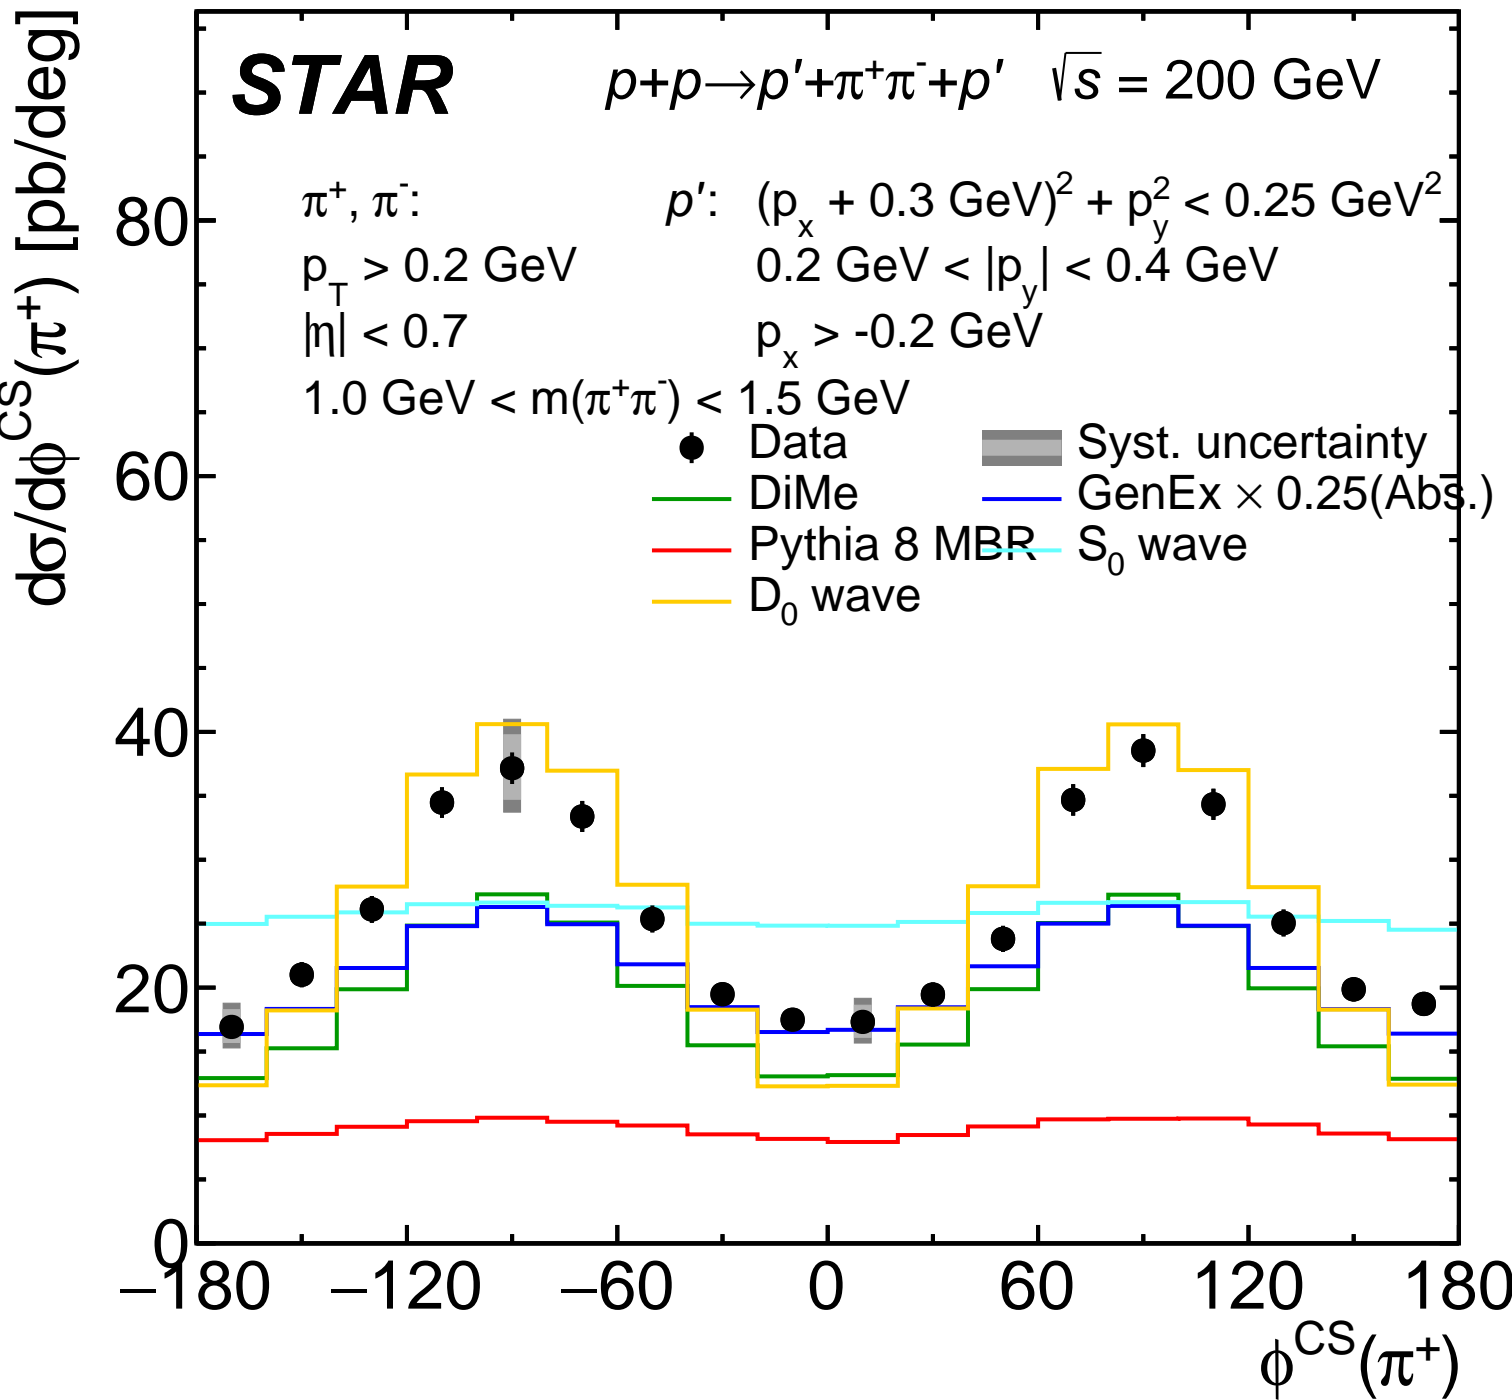 STAR p+p→p′+π⁺π⁻+p′ √s = 200 GeV
π⁺, π⁻: p′: (pₓ + 0.3 GeV)² + p_y² < 0.25 GeV²
p_T > 0.2 GeV 0.2 GeV < |p_y| < 0.4 GeV
|η| < 0.7 pₓ > -0.2 GeV
1.0 GeV < m(π⁺π⁻) < 1.5 GeV
Data Syst. uncertainty
DiMe GenEx × 0.25(Abs.)
Pythia 8 MBR S₀ wave
D₀ wave
dσ/dϕ^CS(π⁺) [pb/deg]
80
60
40
20
0
−180 −120 −60 0 60 120 180
ϕ^CS(π⁺)